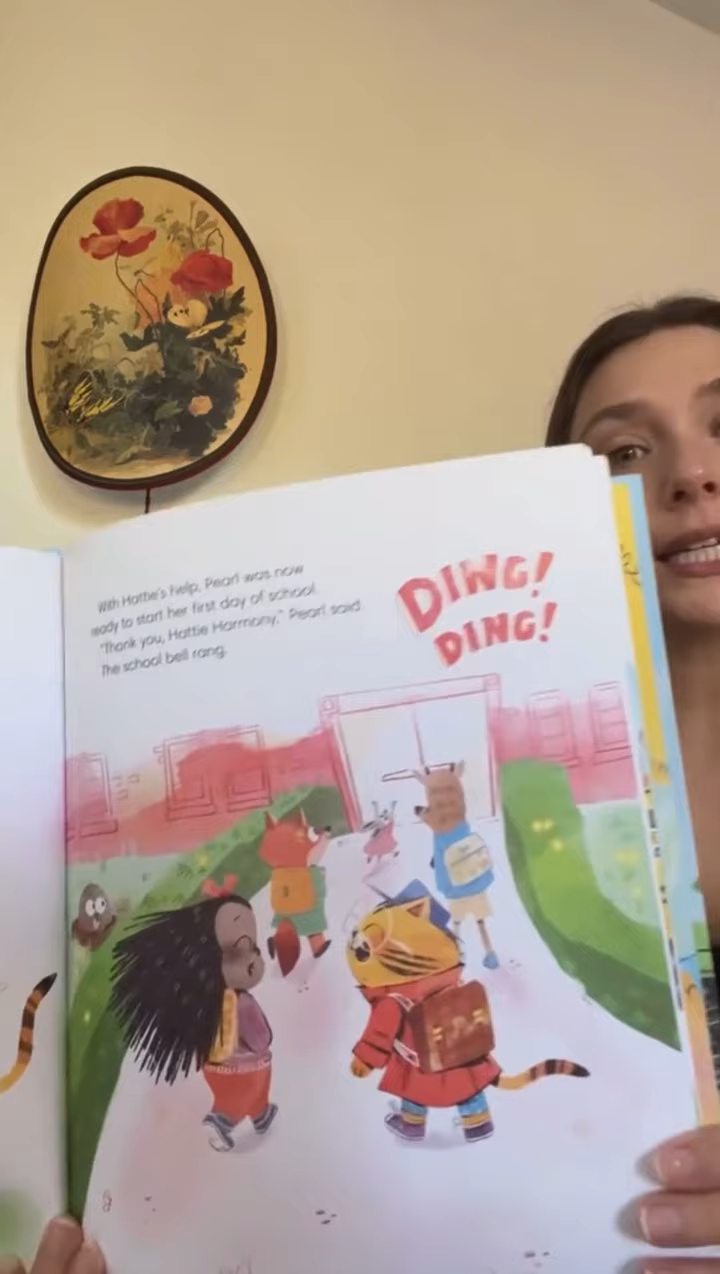 With Hattie's help, Pearl was now
ready to start her first day of school.
"Thank you, Hattie Harmony," Pearl said.
The school bell rang.
DING!
DING!